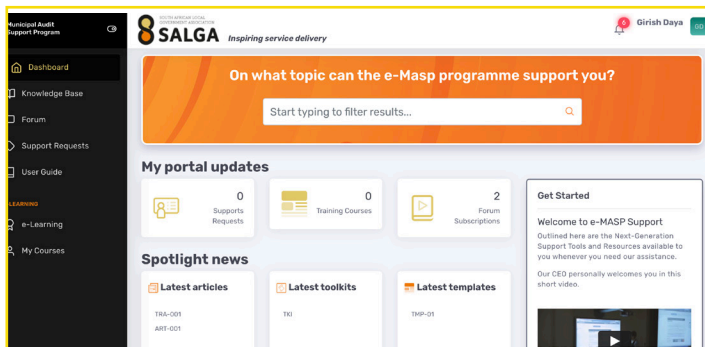 Municipal Audit
Support Program
Dashboard
Knowledge Base
Forum
Support Requests
User Guide
LEARNING
e-Learning
My Courses
SOUTH AFRICAN LOCAL
GOVERNMENT ASSOCIATION
SALGA
Inspiring service delivery
6
Girish Daya
GD
On what topic can the e-Masp programme support you?
Start typing to filter results...
My portal updates
0
Supports
Requests
0
Training Courses
2
Forum
Subscriptions
Spotlight news
Latest articles
TRA-001
ART-001
Latest toolkits
TKI
Latest templates
TMP-01
Get Started
Welcome to e-MASP Support
Outlined here are the Next-Generation
Support Tools and Resources available to
you whenever you need our assistance.
Our CEO personally welcomes you in this
short video.